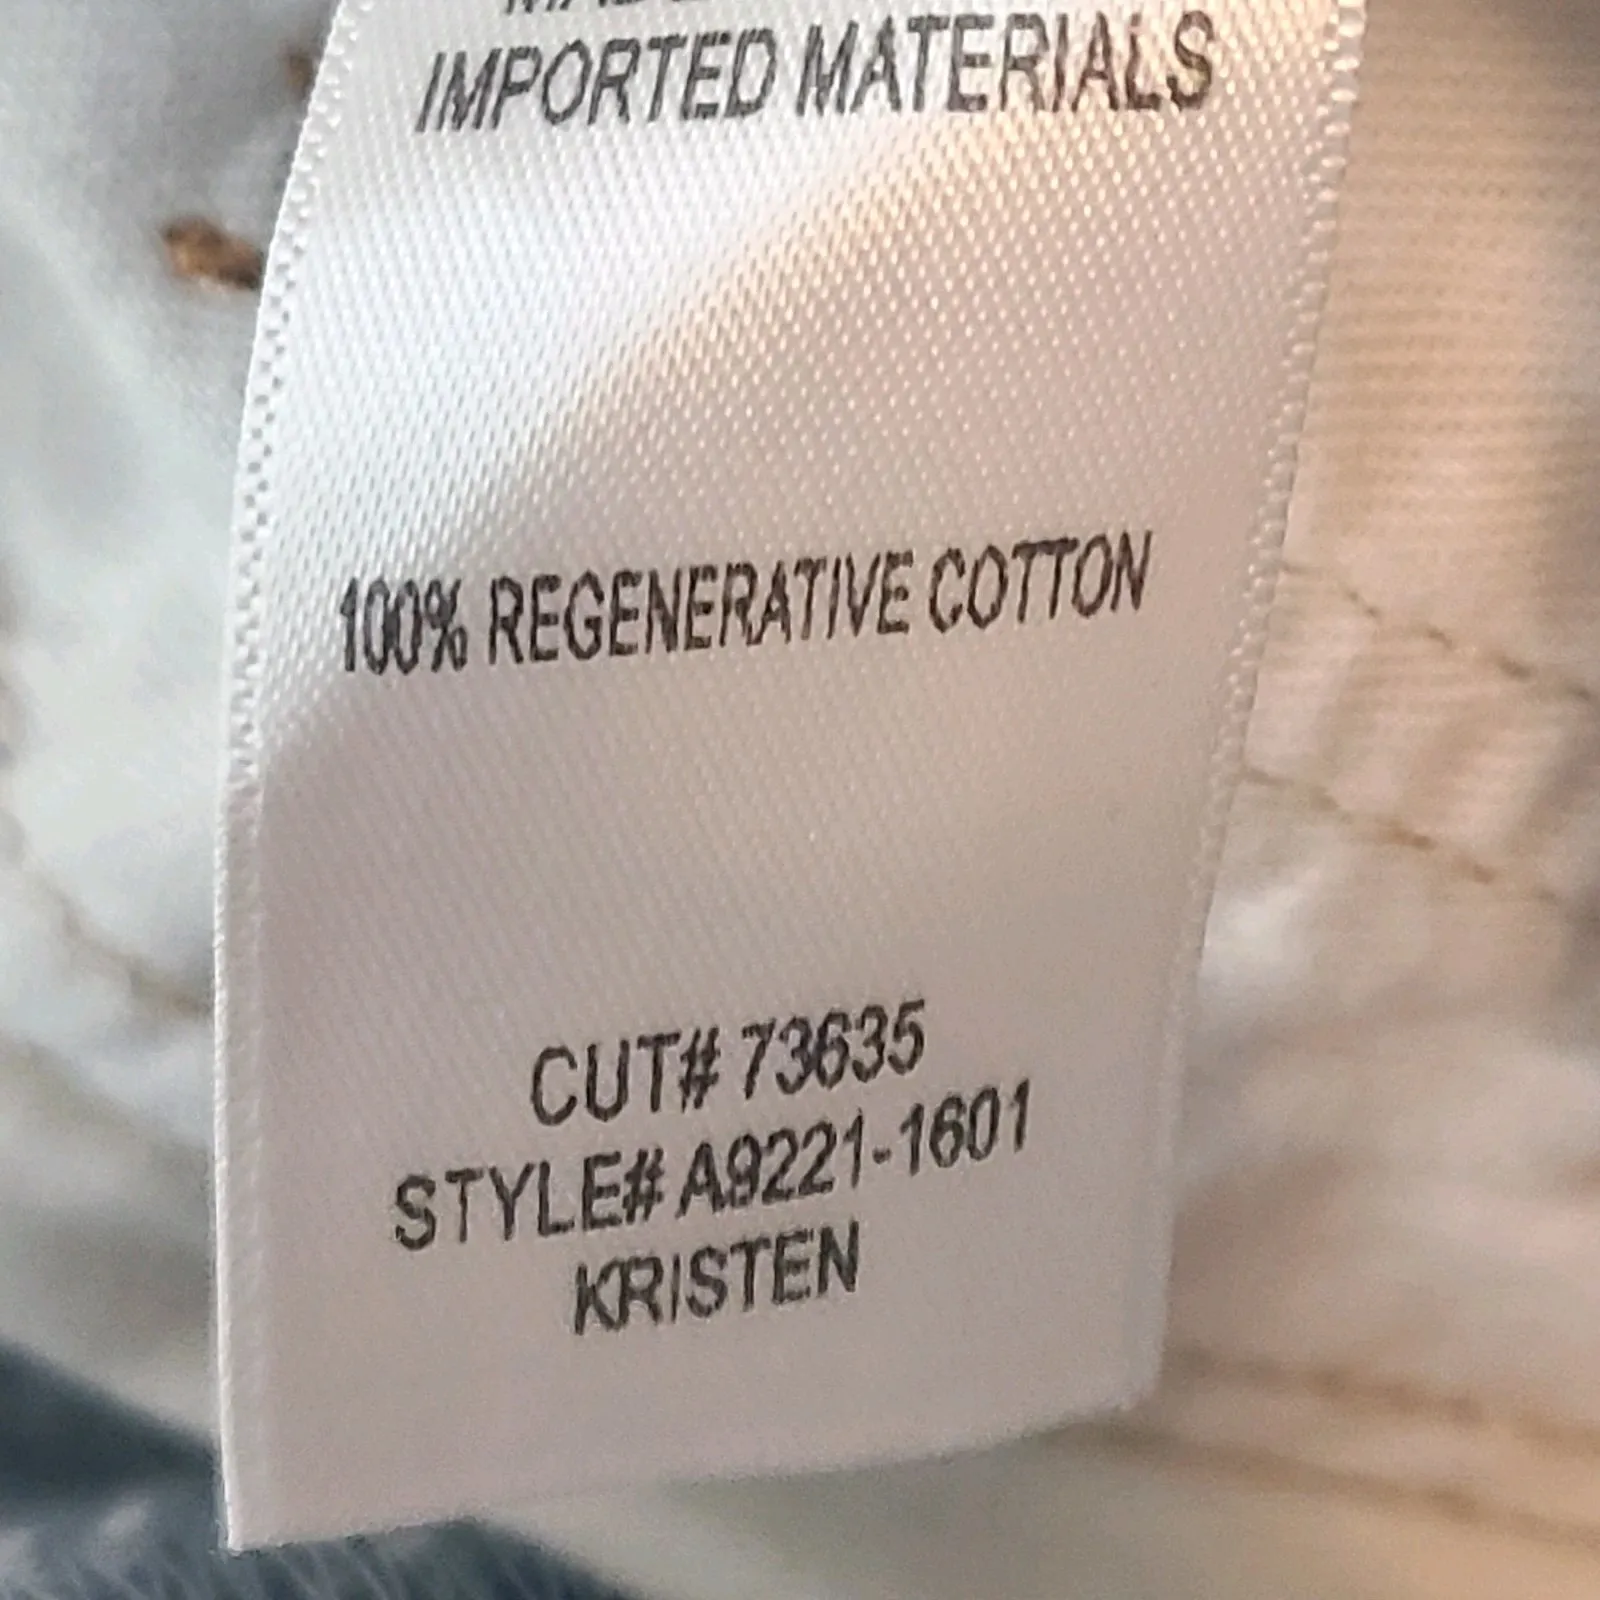 IMPORTED MATERIALS
100% REGENERATIVE COTTON
CUT# 73635
STYLE# A9221-1601
KRISTEN